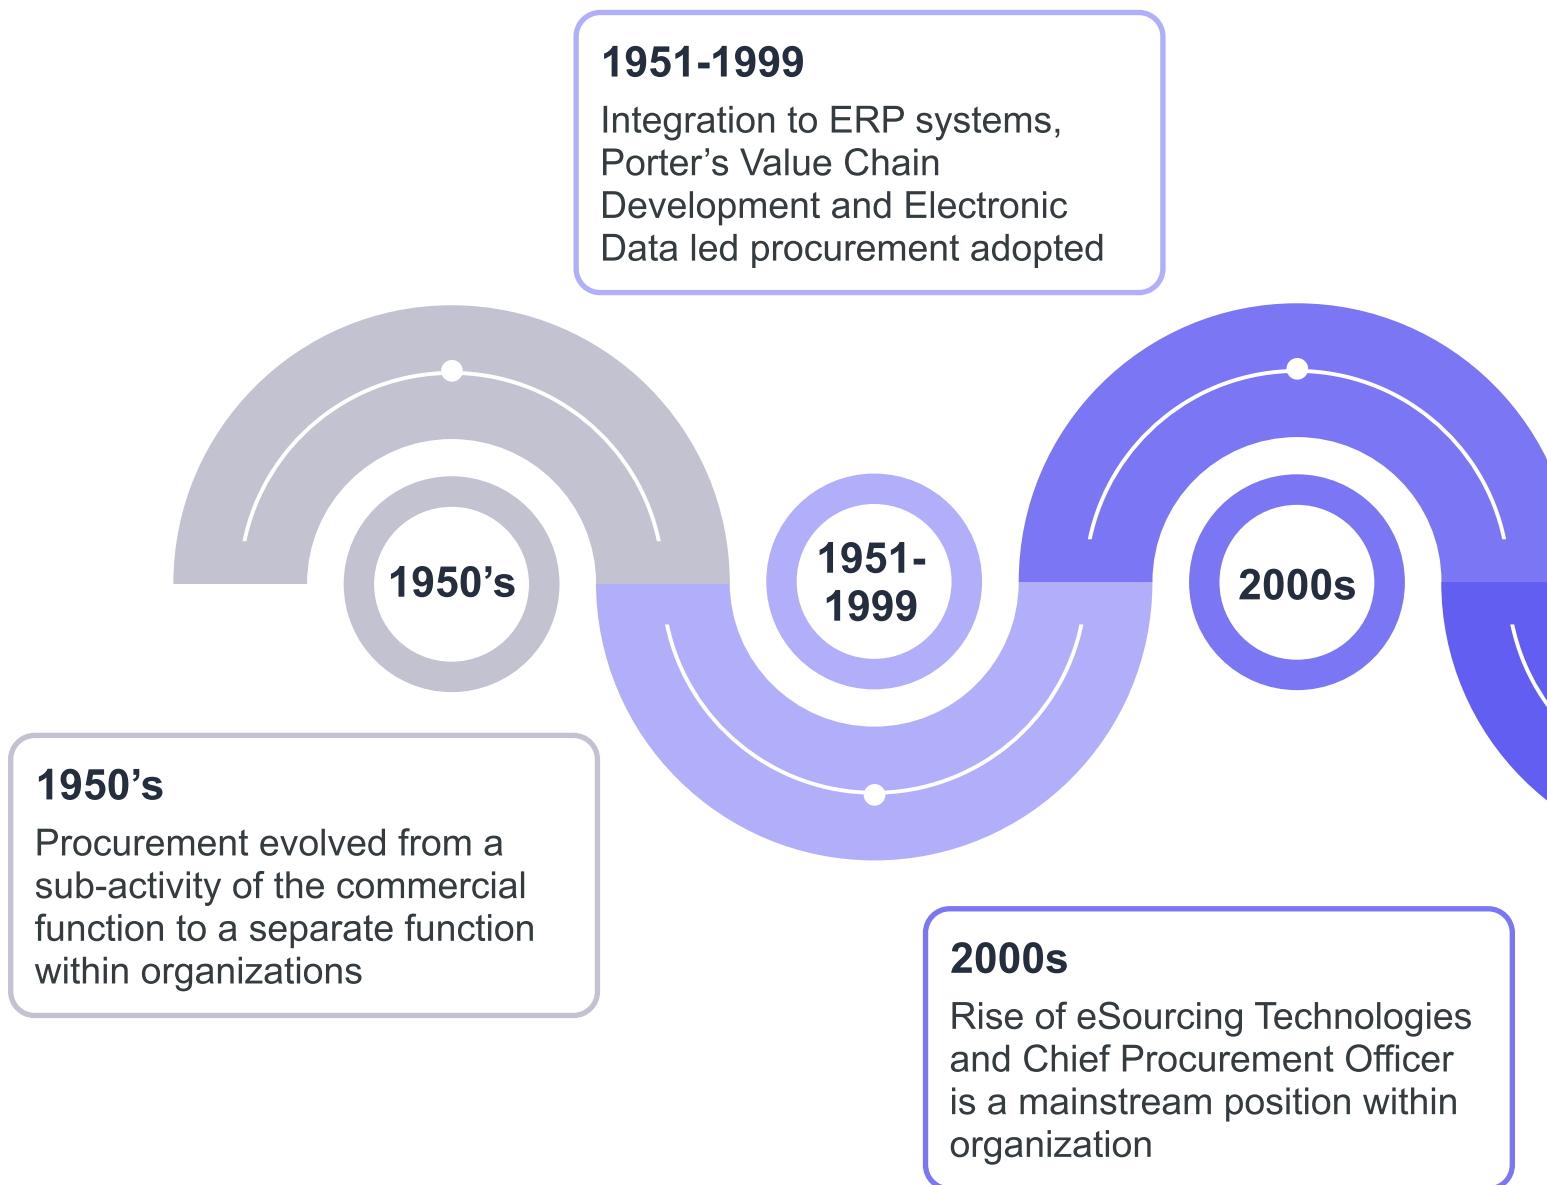 1951-1999
Integration to ERP systems,
Porter’s Value Chain
Development and Electronic
Data led procurement adopted
1950’s
1951-
1999
2000s
1950’s
Procurement evolved from a
sub-activity of the commercial
function to a separate function
within organizations
2000s
Rise of eSourcing Technologies
and Chief Procurement Officer
is a mainstream position within
organization